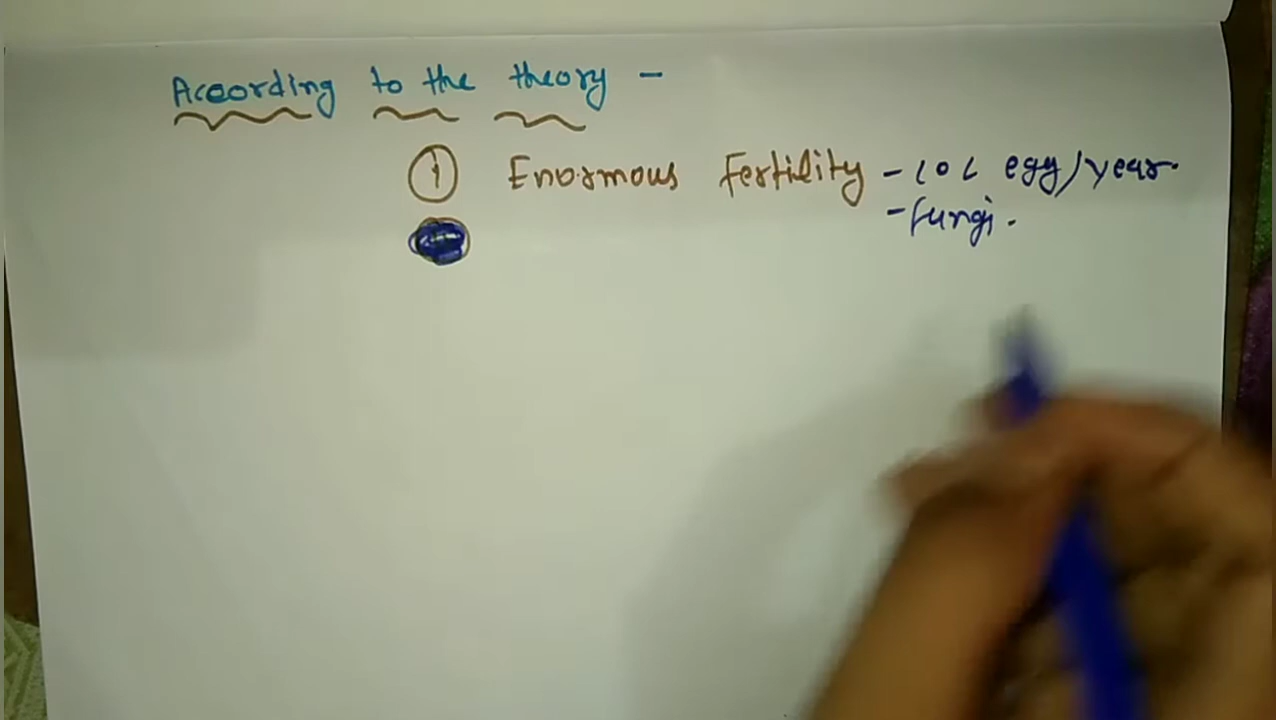 According to the theory -
① Enormous Fertility - 10L egg/year.
- fungi.